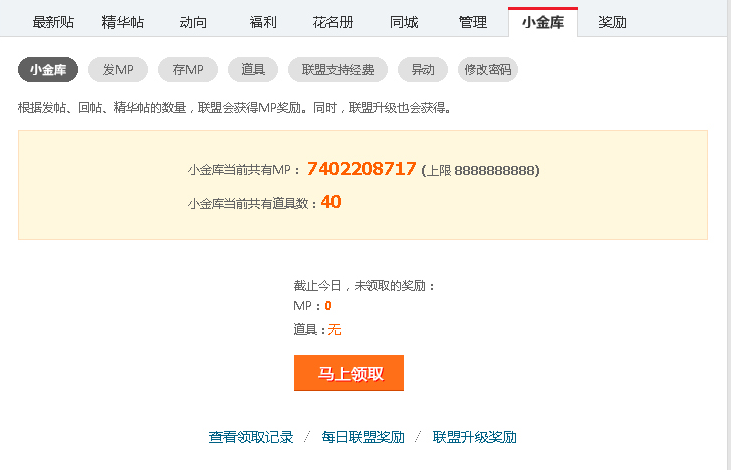 最新贴 精华帖 动向 福利 花名册 同城 管理 小金库 奖励
小金库 发MP 存MP 道具 联盟支持经费 异动 修改密码
根据发帖、回帖、精华帖的数量，联盟会获得MP奖励。同时，联盟升级也会获得。
小金库当前共有MP： 7402208717 (上限 8888888888)
小金库当前共有道具数：40
截止今日，未领取的奖励：
MP：0
道具：无
马上领取
查看领取记录 / 每日联盟奖励 / 联盟升级奖励